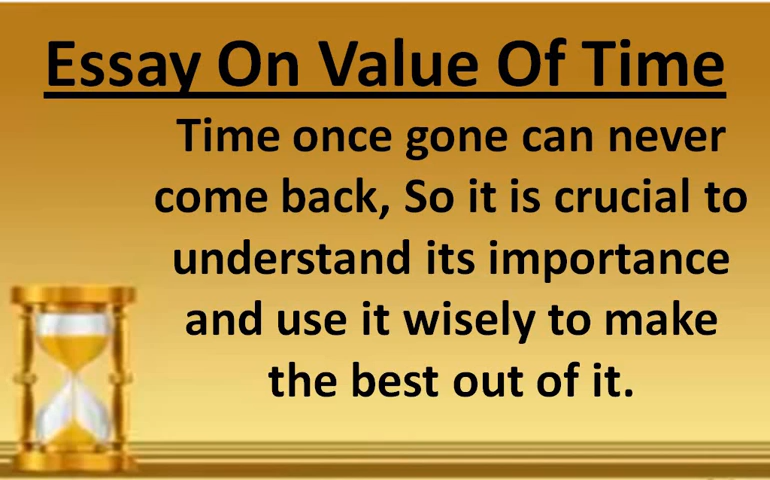 Essay On Value Of Time
Time once gone can never
come back, So it is crucial to
understand its importance
and use it wisely to make
the best out of it.